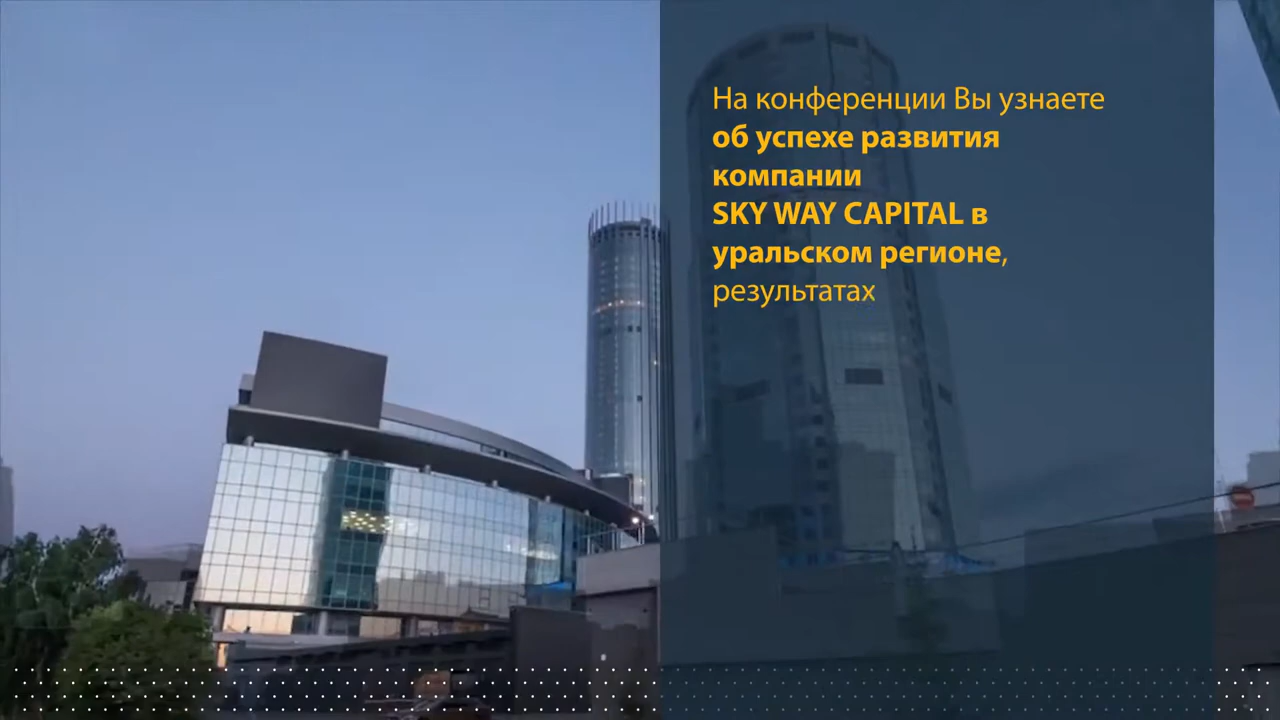 На конференции Вы узнаете
об успехе развития
компании
SKY WAY CAPITAL в
уральском регионе,
результатах